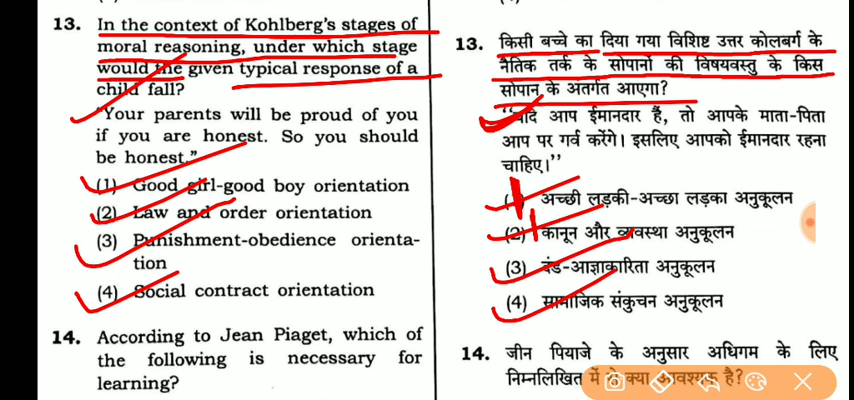 13. In the context of Kohlberg's stages of
moral reasoning, under which stage
would the given typical response of a
child fall?
"Your parents will be proud of you
if you are honest. So you should
be honest."
(1) Good girl-good boy orientation
(2) Law and order orientation
(3) Punishment-obedience orienta-
tion
(4) Social contract orientation
14. According to Jean Piaget, which of
the following is necessary for
learning?
13. किसी बच्चे का दिया गया विशिष्ट उत्तर कोलबर्ग के
नैतिक तर्क के सोपानों की विषयवस्तु के किस
सोपान के अंतर्गत आएगा?
"यदि आप ईमानदार हैं, तो आपके माता-पिता
आप पर गर्व करेंगे। इसलिए आपको ईमानदार रहना
चाहिए।"
(1) अच्छी लड़की-अच्छा लड़का अनुकूलन
(2) कानून और व्यवस्था अनुकूलन
(3) दंड-आज्ञाकारिता अनुकूलन
(4) सामाजिक संकुचन अनुकूलन
14. जीन पियाजे के अनुसार अधिगम के लिए
निम्नलिखित में से क्या आवश्यक है?